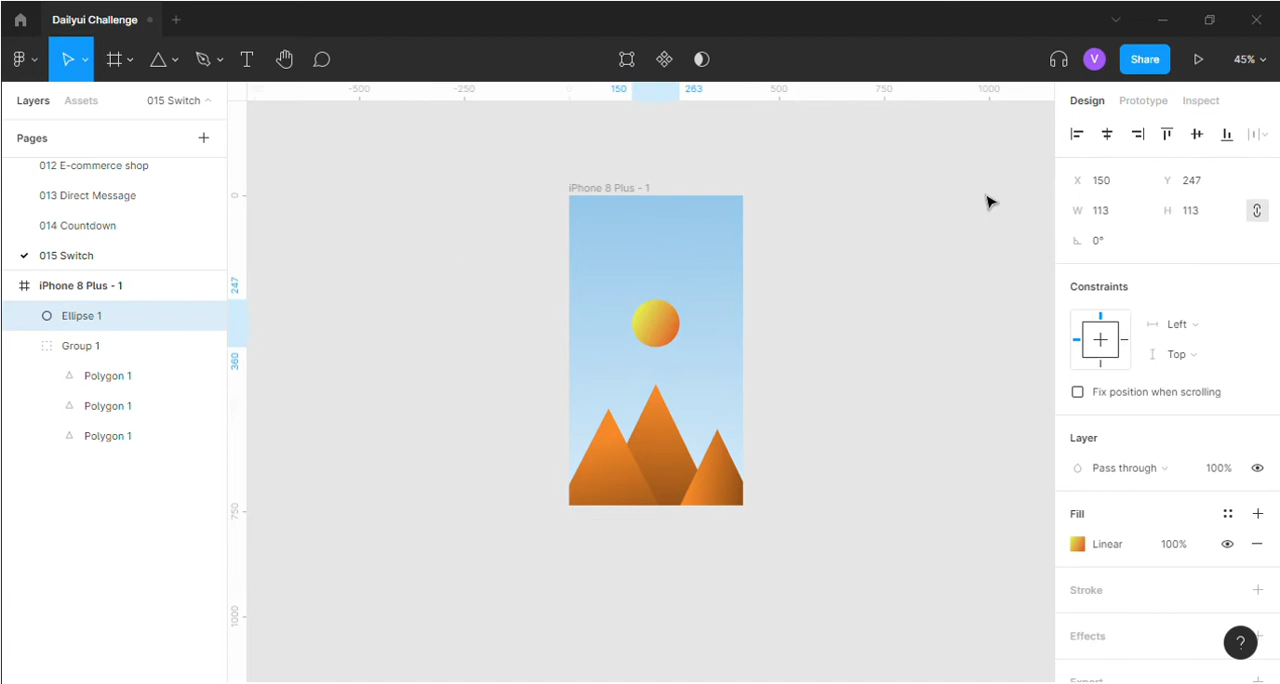 Dailyui Challenge
T
V
Share
45%
Layers
Assets
015 Switch
-500
-250
0
150
263
500
750
1000
Design
Prototype
Inspect
Pages
012 E-commerce shop
013 Direct Message
014 Countdown
015 Switch
iPhone 8 Plus - 1
Ellipse 1
Group 1
Polygon 1
Polygon 1
Polygon 1
0
247
360
750
1000
iPhone 8 Plus - 1
X 150
Y 247
W 113
H 113
0°
Constraints
Left
Top
Fix position when scrolling
Layer
Pass through
100%
Fill
Linear
100%
Stroke
Effects
?